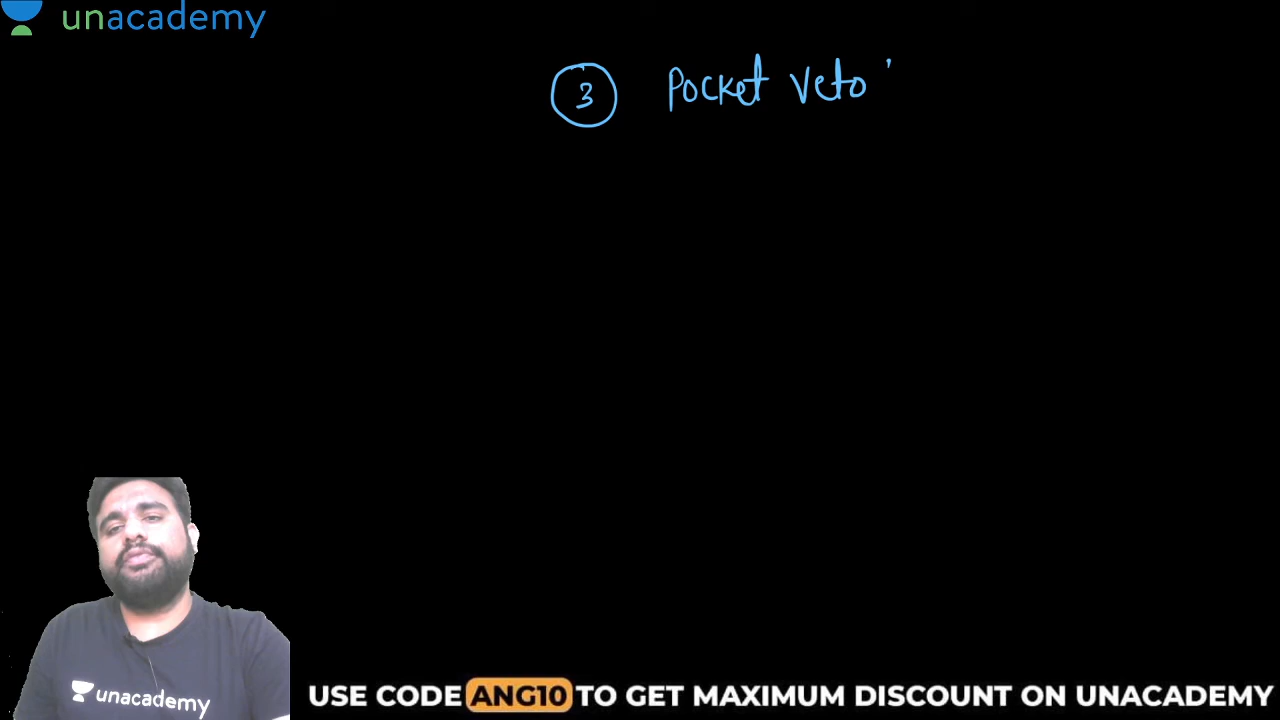 unacademy
3 Pocket Veto '
unacademy
USE CODE ANG10 TO GET MAXIMUM DISCOUNT ON UNACADEMY